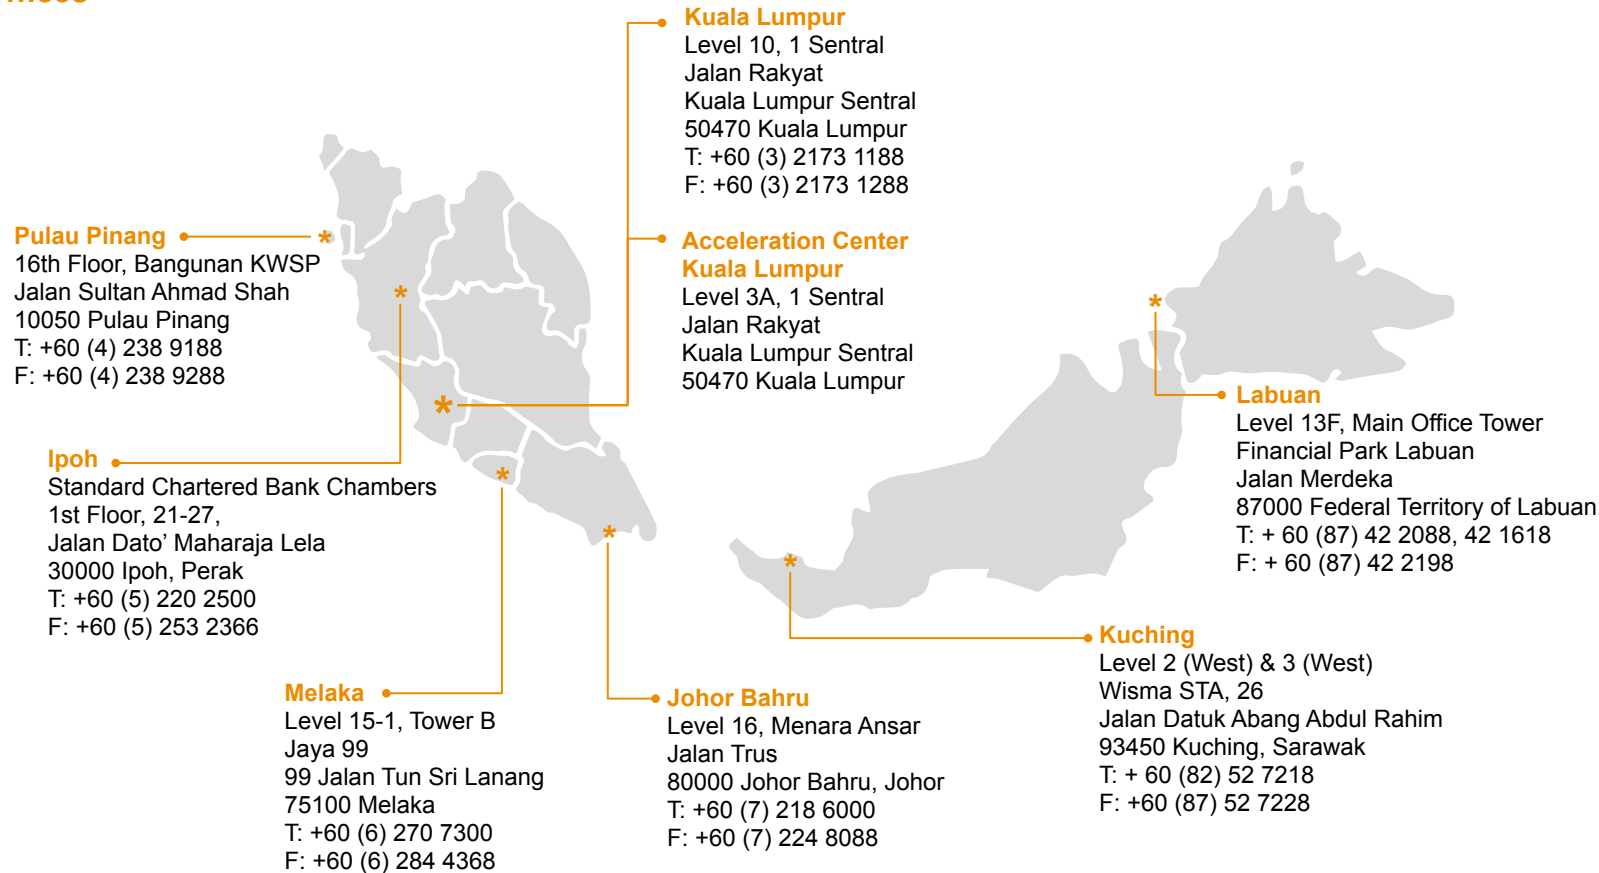 Kuala Lumpur
Level 10, 1 Sentral
Jalan Rakyat
Kuala Lumpur Sentral
50470 Kuala Lumpur
T: +60 (3) 2173 1188
F: +60 (3) 2173 1288
Pulau Pinang
16th Floor, Bangunan KWSP
Jalan Sultan Ahmad Shah
10050 Pulau Pinang
T: +60 (4) 238 9188
F: +60 (4) 238 9288
Acceleration Center
Kuala Lumpur
Level 3A, 1 Sentral
Jalan Rakyat
Kuala Lumpur Sentral
50470 Kuala Lumpur
Labuan
Level 13F, Main Office Tower
Financial Park Labuan
Jalan Merdeka
87000 Federal Territory of Labuan
T: + 60 (87) 42 2088, 42 1618
F: + 60 (87) 42 2198
Ipoh
Standard Chartered Bank Chambers
1st Floor, 21-27,
Jalan Dato’ Maharaja Lela
30000 Ipoh, Perak
T: +60 (5) 220 2500
F: +60 (5) 253 2366
Melaka
Level 15-1, Tower B
Jaya 99
99 Jalan Tun Sri Lanang
75100 Melaka
T: +60 (6) 270 7300
F: +60 (6) 284 4368
Johor Bahru
Level 16, Menara Ansar
Jalan Trus
80000 Johor Bahru, Johor
T: +60 (7) 218 6000
F: +60 (7) 224 8088
Kuching
Level 2 (West) & 3 (West)
Wisma STA, 26
Jalan Datuk Abang Abdul Rahim
93450 Kuching, Sarawak
T: + 60 (82) 52 7218
F: +60 (87) 52 7228